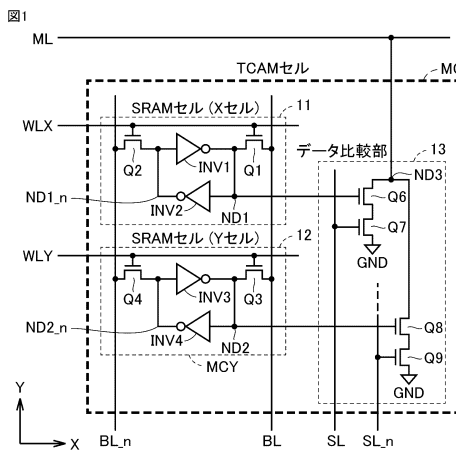 図1
ML
TCAMセル
MC
SRAMセル (Xセル)
11
WLX
データ比較部
13
Q2
INV1
Q1
ND3
Q6
ND1_n
INV2
ND1
Q7
SRAMセル (Yセル)
12
WLY
GND
Q4
INV3
Q3
ND2_n
INV4
ND2
Q8
Q9
MCY
GND
Y
X
BL_n
BL
SL
SL_n